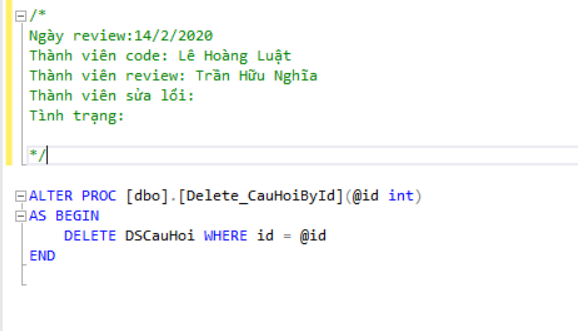 /*
Ngày review:14/2/2020
Thành viên code: Lê Hoàng Luật
Thành viên review: Trần Hữu Nghĩa
Thành viên sửa lổi:
Tình trạng:
*/
ALTER PROC [dbo].[Delete_CauHoiById](@id int)
AS BEGIN
DELETE DSCauHoi WHERE id = @id
END